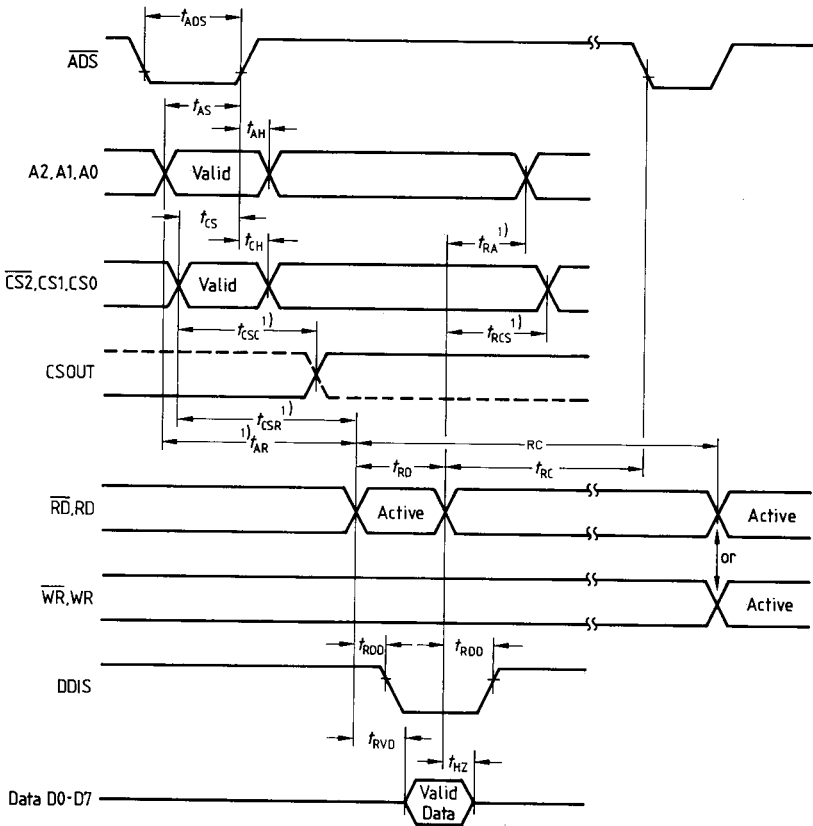 tADS
ADS
tAS
tAH
A2,A1,A0
Valid
tCS
tCH
tRA 1)
CS2,CS1,CS0
Valid
tCSC 1)
tRCS 1)
CSOUT
tCSR 1)
1) tAR
RC
tRD
tRC
RD,RD
Active
Active
or
WR,WR
Active
tRDD
tRDD
DDIS
tRVD
tHZ
Data D0-D7
Valid
Data